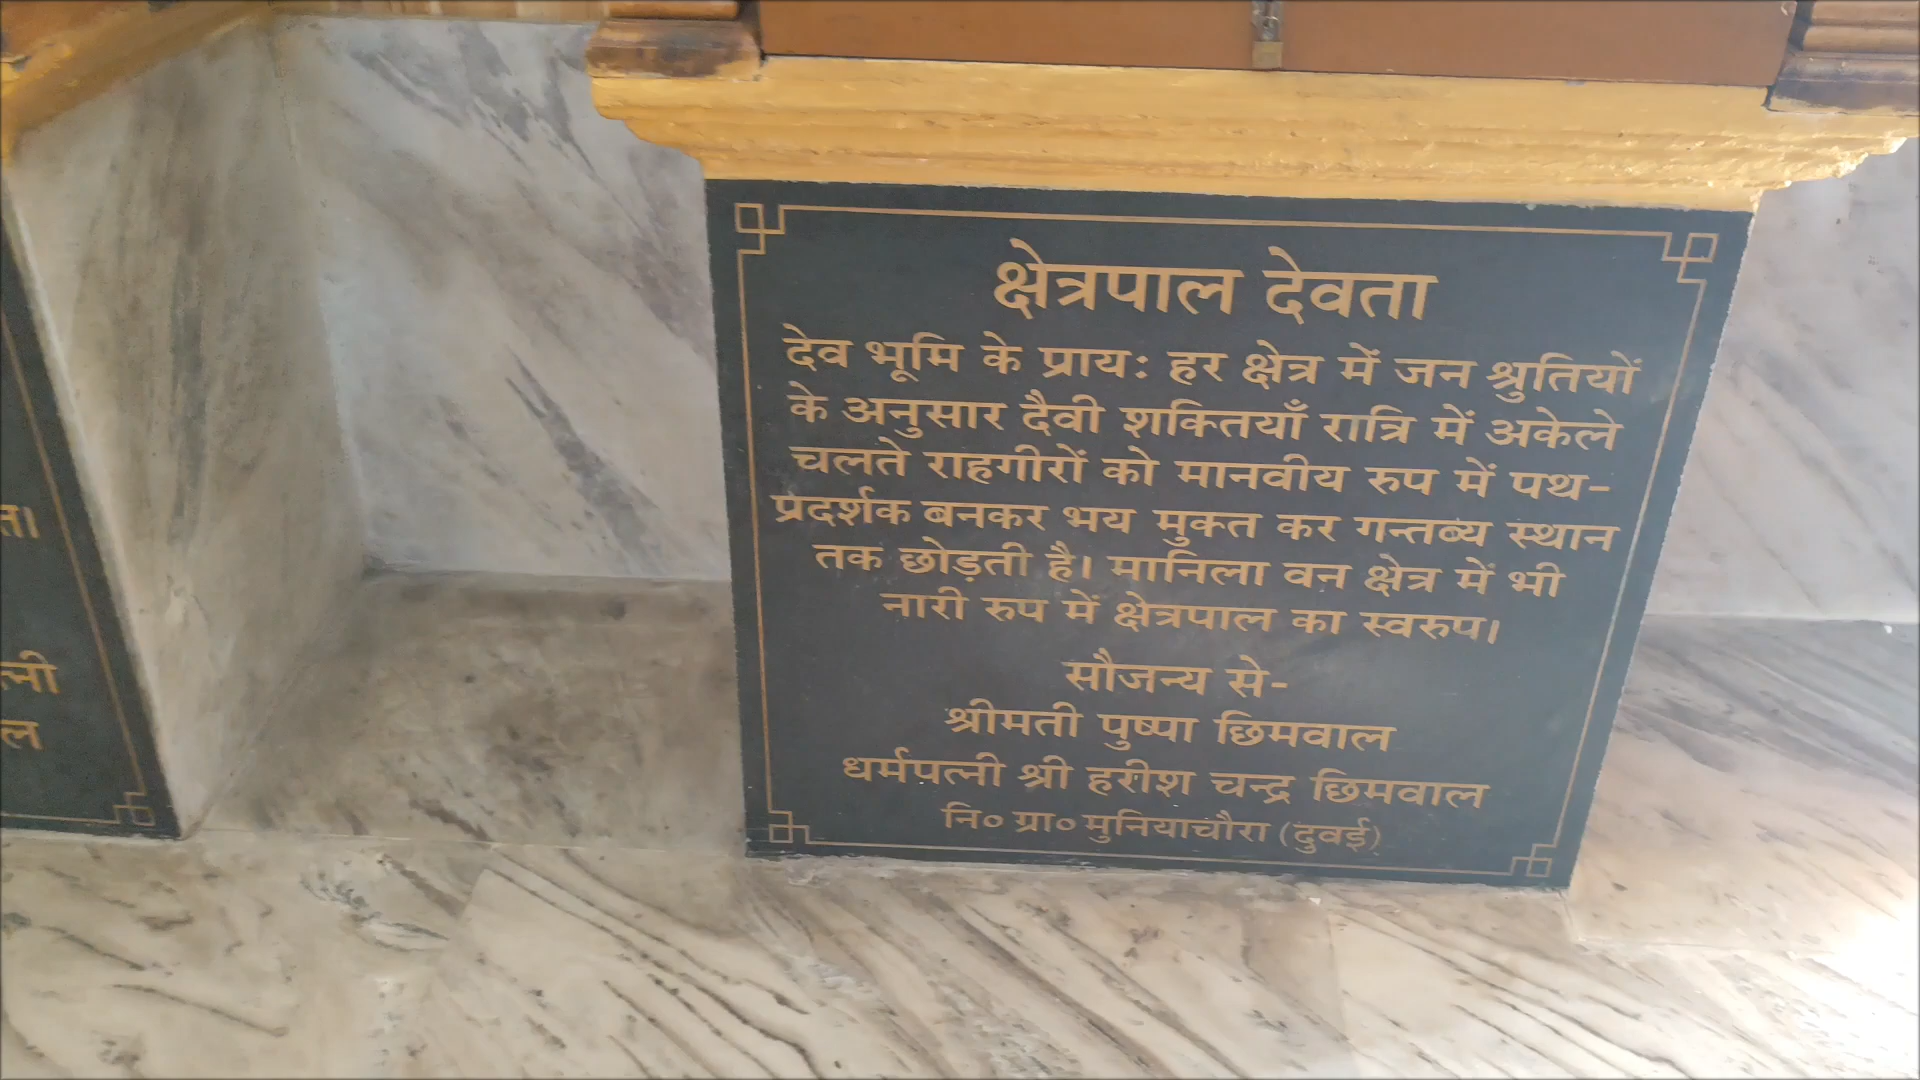 क्षेत्रपाल देवता
देव भूमि के प्राय: हर क्षेत्र में जन श्रुतियों
के अनुसार दैवी शक्तियाँ रात्रि में अकेले
चलते राहगीरों को मानवीय रुप में पथ-
प्रदर्शक बनकर भय मुक्त कर गन्तब्य स्थान
तक छोड़ती है। मानिला वन क्षेत्र में भी
नारी रुप में क्षेत्रपाल का स्वरुप।
सौजन्य से-
श्रीमती पुष्पा छिमवाल
धर्मपत्नी श्री हरीश चन्द्र छिमवाल
नि० ग्रा० मुनियाचौरा (दुवई)